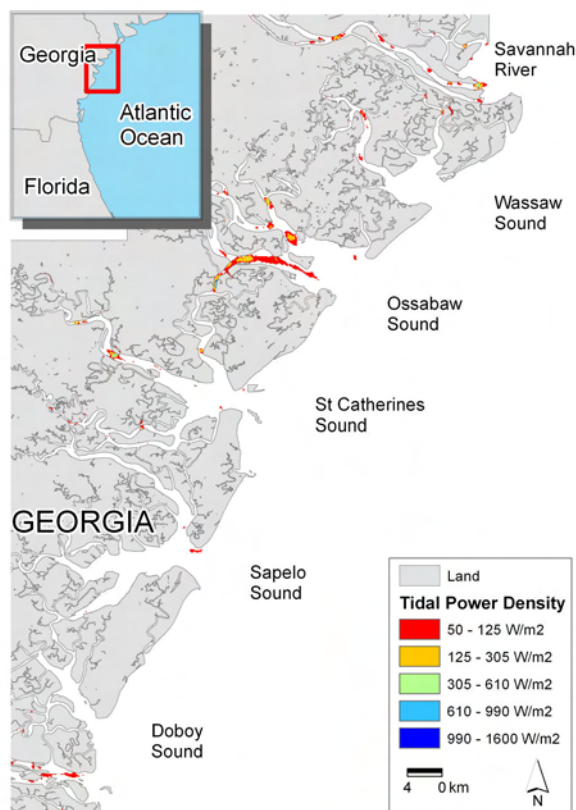 Georgia
Atlantic
Ocean
Florida
Savannah
River
Wassaw
Sound
Ossabaw
Sound
St Catherines
Sound
GEORGIA
Sapelo
Sound
Doboy
Sound
Land
Tidal Power Density
50 - 125 W/m2
125 - 305 W/m2
305 - 610 W/m2
610 - 990 W/m2
990 - 1600 W/m2
4 0 km
N